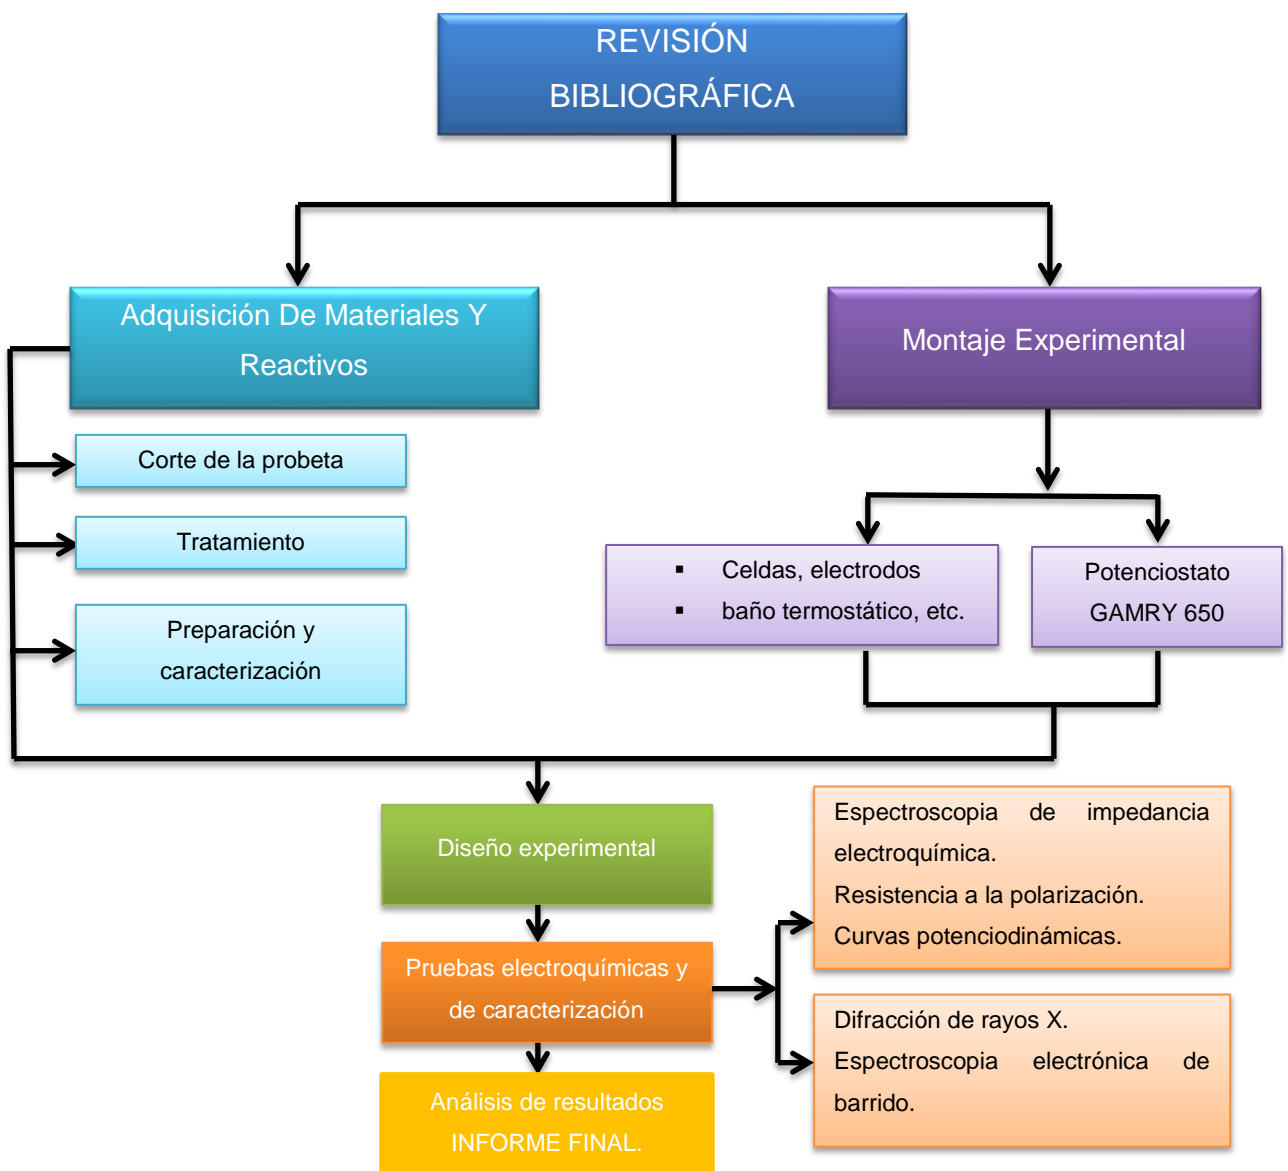 REVISIÓN
BIBLIOGRÁFICA
Adquisición De Materiales Y
Reactivos
Montaje Experimental
Corte de la probeta
Tratamiento
Preparación y
caracterización
▪ Celdas, electrodos
▪ baño termostático, etc.
Potenciostato
GAMRY 650
Diseño experimental
Pruebas electroquímicas y
de caracterización
Espectroscopia de impedancia
electroquímica.
Resistencia a la polarización.
Curvas potenciodinámicas.
Difracción de rayos X.
Espectroscopia electrónica de
barrido.
Análisis de resultados
INFORME FINAL.